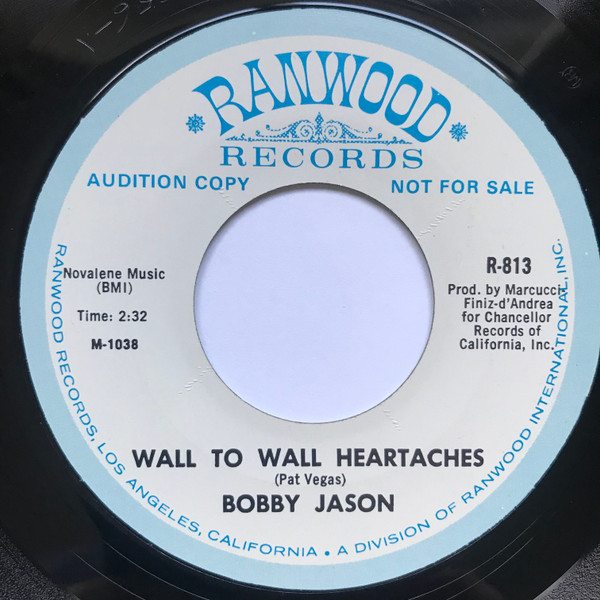 RANWOOD
RECORDS
AUDITION COPY NOT FOR SALE
Novalene Music
(BMI)
Time: 2:32
M-1038
R-813
Prod. by Marcucci
Finiz-d'Andrea
for Chancellor
Records of
California, Inc.
WALL TO WALL HEARTACHES
(Pat Vegas)
BOBBY JASON
RANWOOD RECORDS, LOS ANGELES, CALIFORNIA • A DIVISION OF RANWOOD INTERNATIONAL, INC.